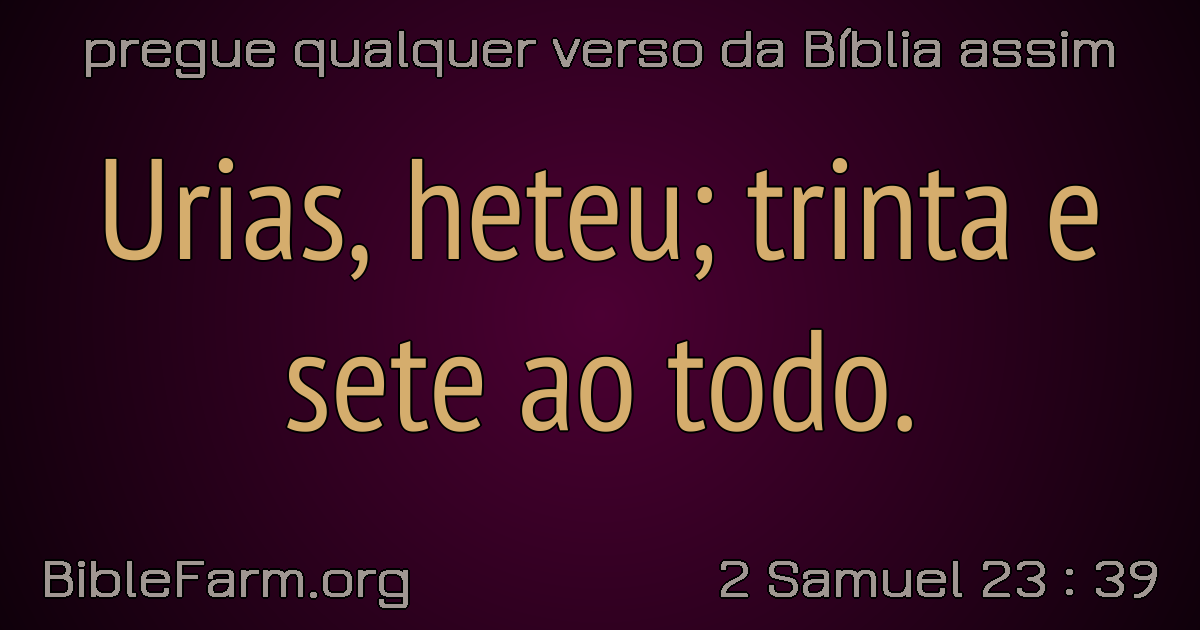 pregue qualquer verso da Bíblia assim
Urias, heteu; trinta e
sete ao todo.
BibleFarm.org
2 Samuel 23 : 39